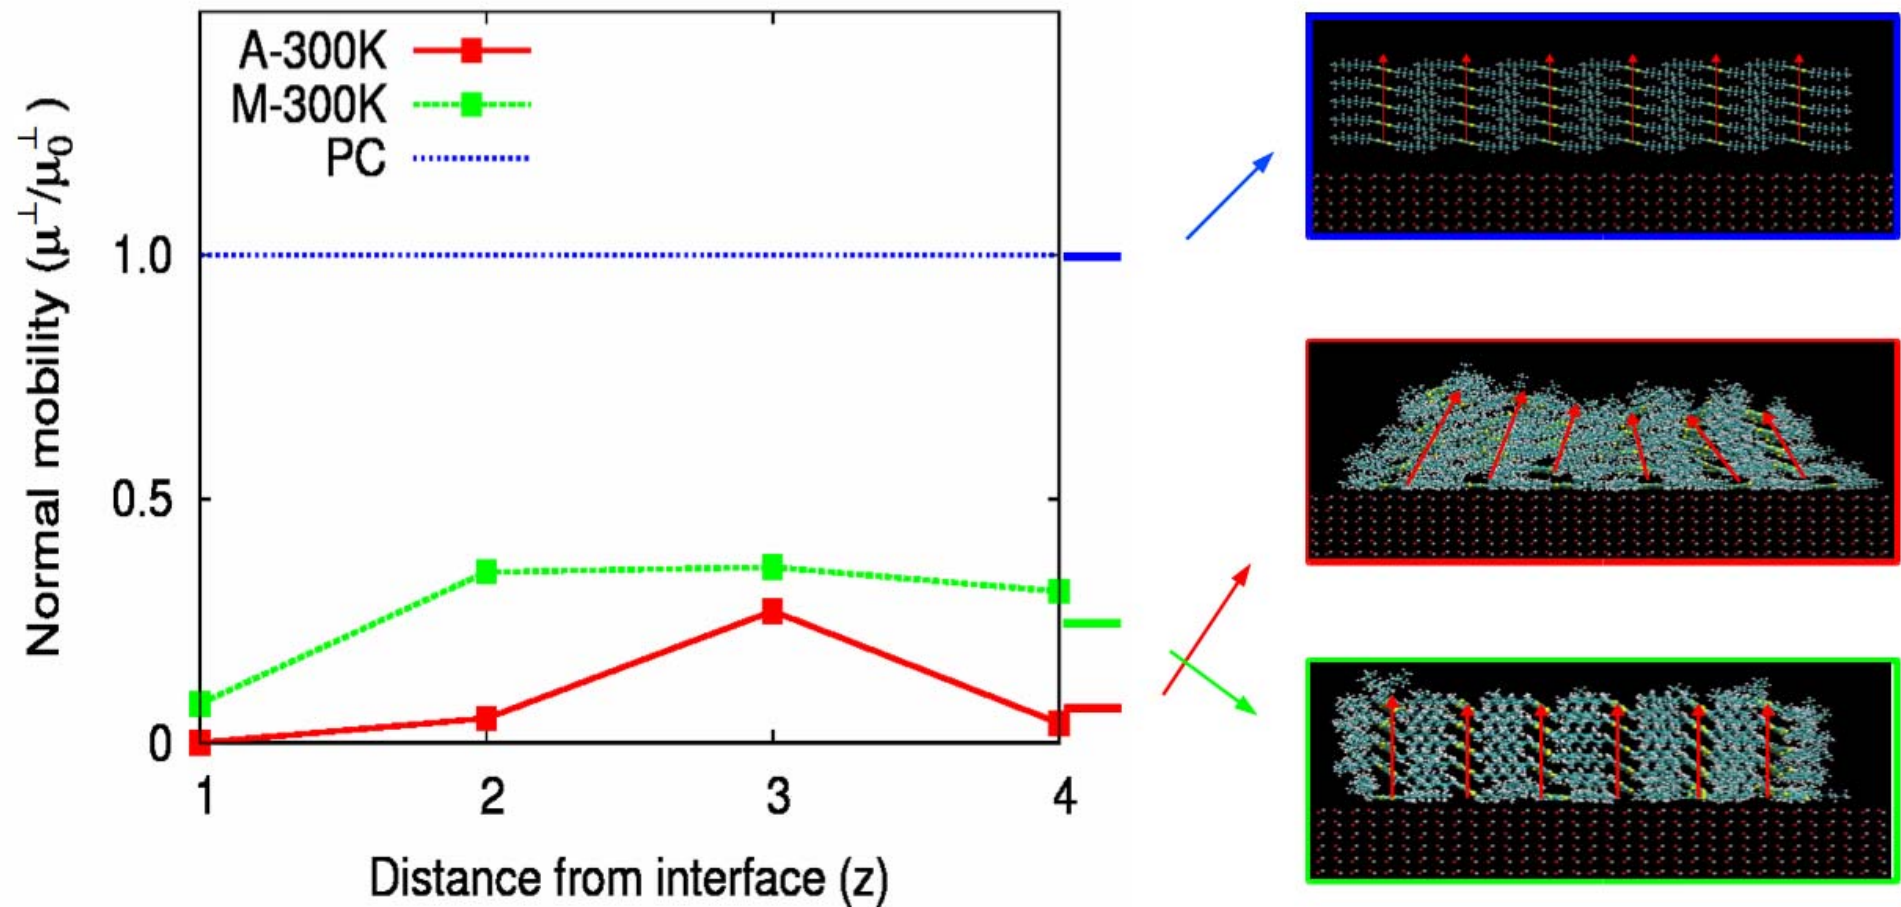 A-300K
M-300K
PC
Normal mobility (μ⊥/μ0⊥)
1.0
0.5
0
1 2 3 4
Distance from interface (z)